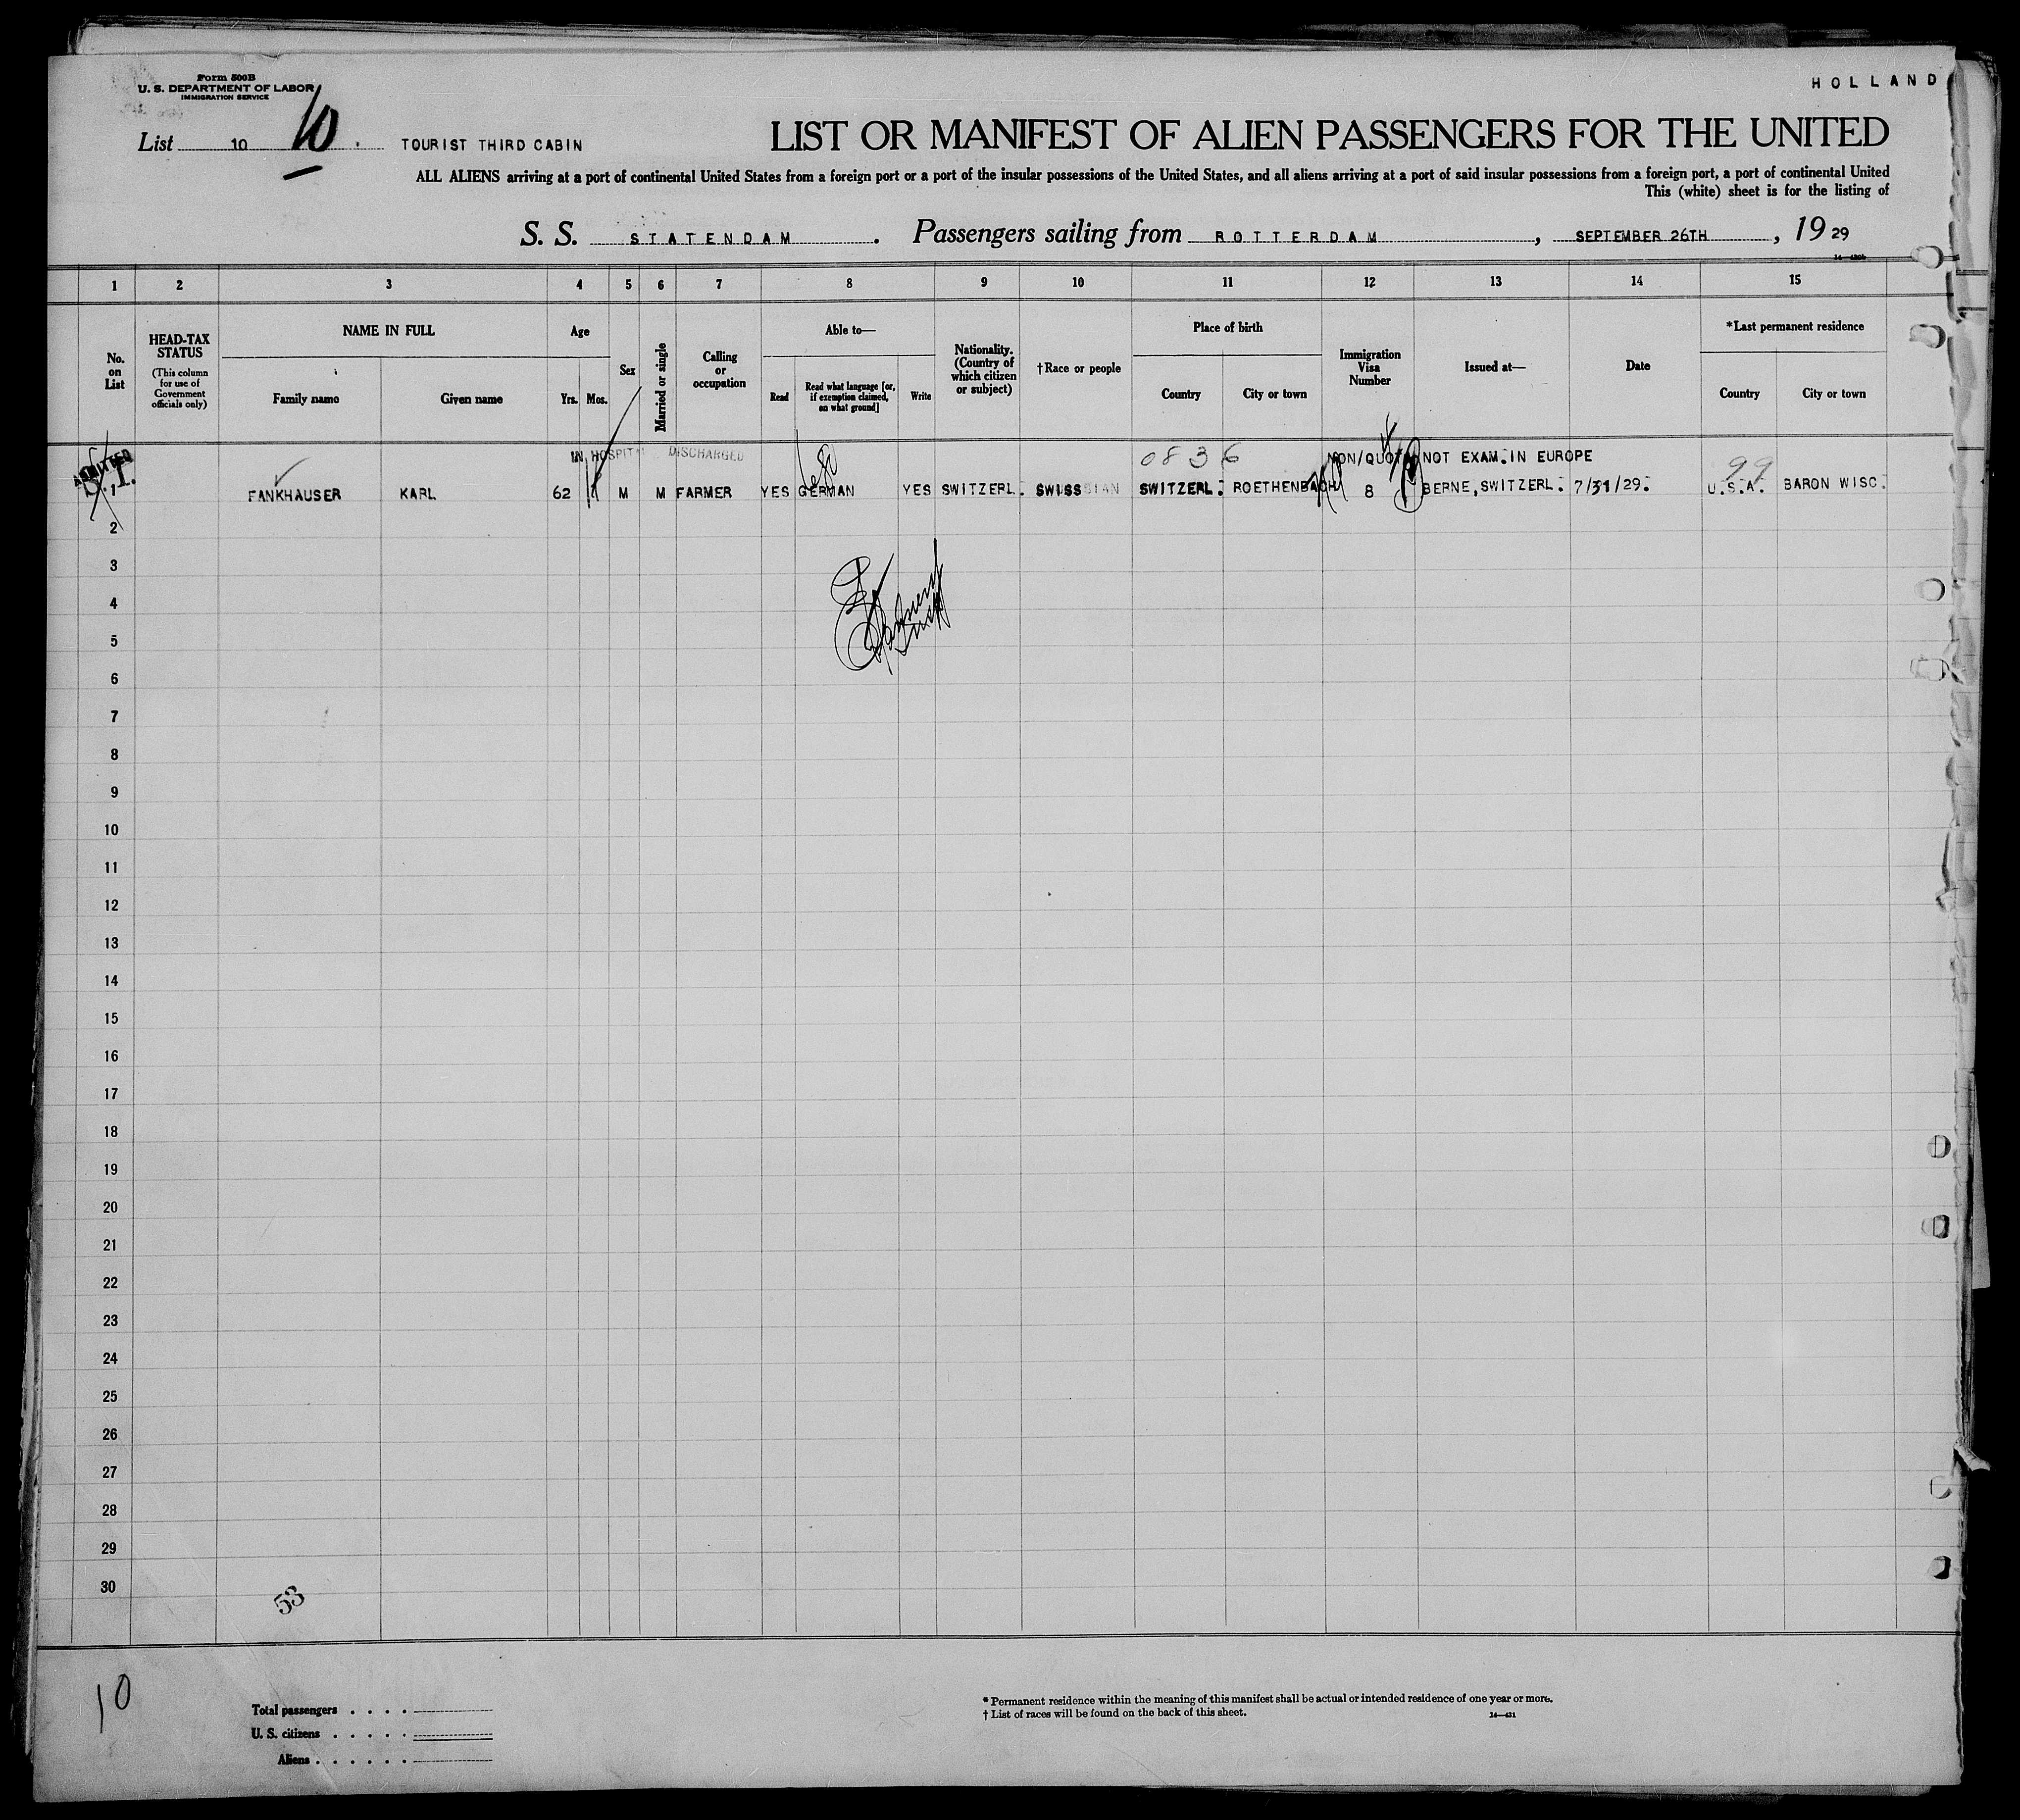 Form 500B
U. S. DEPARTMENT OF LABOR
IMMIGRATION SERVICE
HOLLAND
List 10 10 TOURIST THIRD CABIN
LIST OR MANIFEST OF ALIEN PASSENGERS FOR THE UNITED
ALL ALIENS arriving at a port of continental United States from a foreign port or a port of the insular possessions of the United States, and all aliens arriving at a port of said insular possessions from a foreign port, a port of continental United
This (white) sheet is for the listing of
S. S. STATENDAM. Passengers sailing from ROTTERDAM, SEPTEMBER 26TH, 1929
1 2 3 4 5 6 7 8 9 10 11 12 13 14 15
No. on List
HEAD-TAX STATUS
(This column for use of Government officials only)
NAME IN FULL
Family name
Given name
Age
Yrs. Mos.
Sex
Married or single
Calling or occupation
Able to—
Read
Read what language [or, if exemption claimed, on what ground]
Write
Nationality. (Country of which citizen or subject)
†Race or people
Place of birth
Country
City or town
Immigration Visa Number
Issued at—
Date
*Last permanent residence
Country
City or town
ADMITTED
S.I.
IN HOSPITAL DISCHARGED
0836
NON/QUOTA NOT EXAM. IN EUROPE
99
1 FANKHAUSER KARL 62 M M FARMER YES GERMAN YES SWITZERL. SWISS SWITZERL. ROETHENBACH 8 BERNE, SWITZERL. 7/31/29. U.S.A. BARON WISC.
2
3
4
5
6
7
8
9
10
11
12
13
14
15
16
17
18
19
20
21
22
23
24
25
26
27
28
29
30
53
10
Total passengers . . . .
U. S. citizens . . . . .
Aliens . . . . . .
* Permanent residence within the meaning of this manifest shall be actual or intended residence of one year or more.
† List of races will be found on the back of this sheet.
14—431